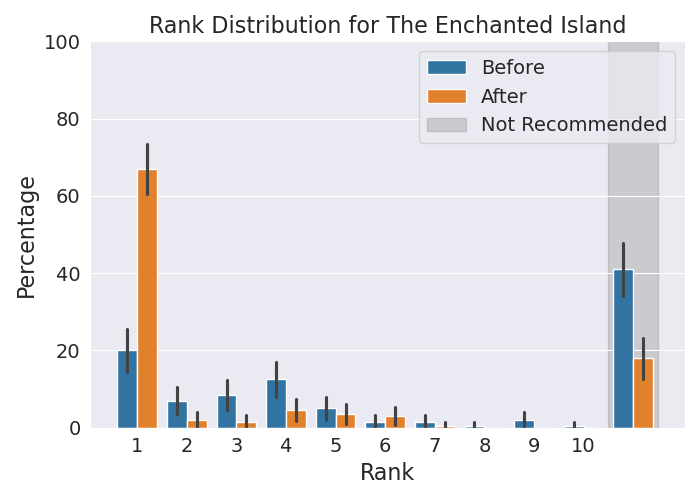 Rank Distribution for The Enchanted Island
100
80
60
40
20
0
Percentage
Before
After
Not Recommended
1 2 3 4 5 6 7 8 9 10
Rank